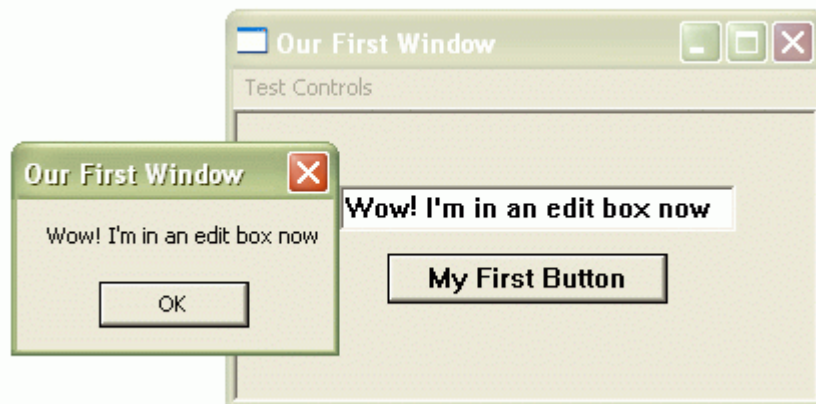 Our First Window
Test Controls
Our First Window
Wow! I'm in an edit box now
OK
Wow! I'm in an edit box now
My First Button